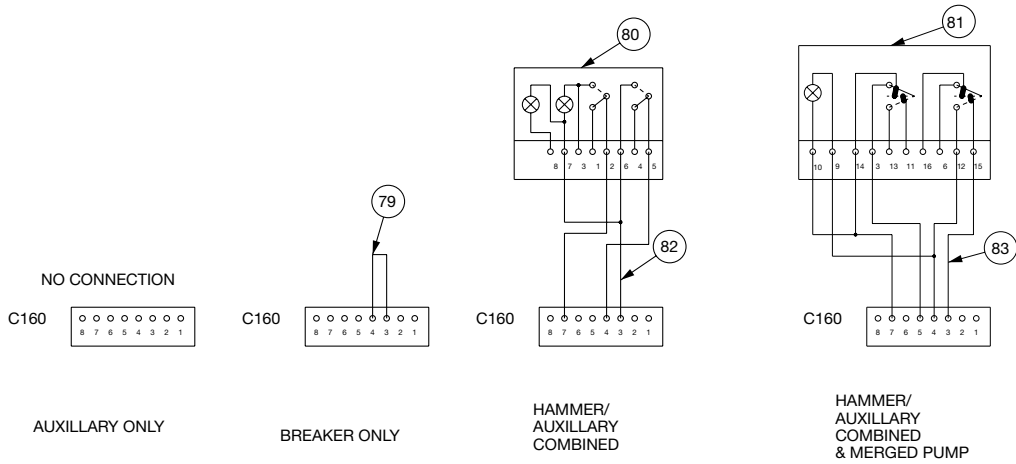 80
81
8 7 3 1 2 6 4 5
10 9 14 3 13 11 16 6 12 15
79
82
83
NO CONNECTION
C160
8 7 6 5 4 3 2 1
C160
8 7 6 5 4 3 2 1
C160
8 7 6 5 4 3 2 1
C160
8 7 6 5 4 3 2 1
AUXILLARY ONLY
BREAKER ONLY
HAMMER/
AUXILLARY
COMBINED
HAMMER/
AUXILLARY
COMBINED
& MERGED PUMP